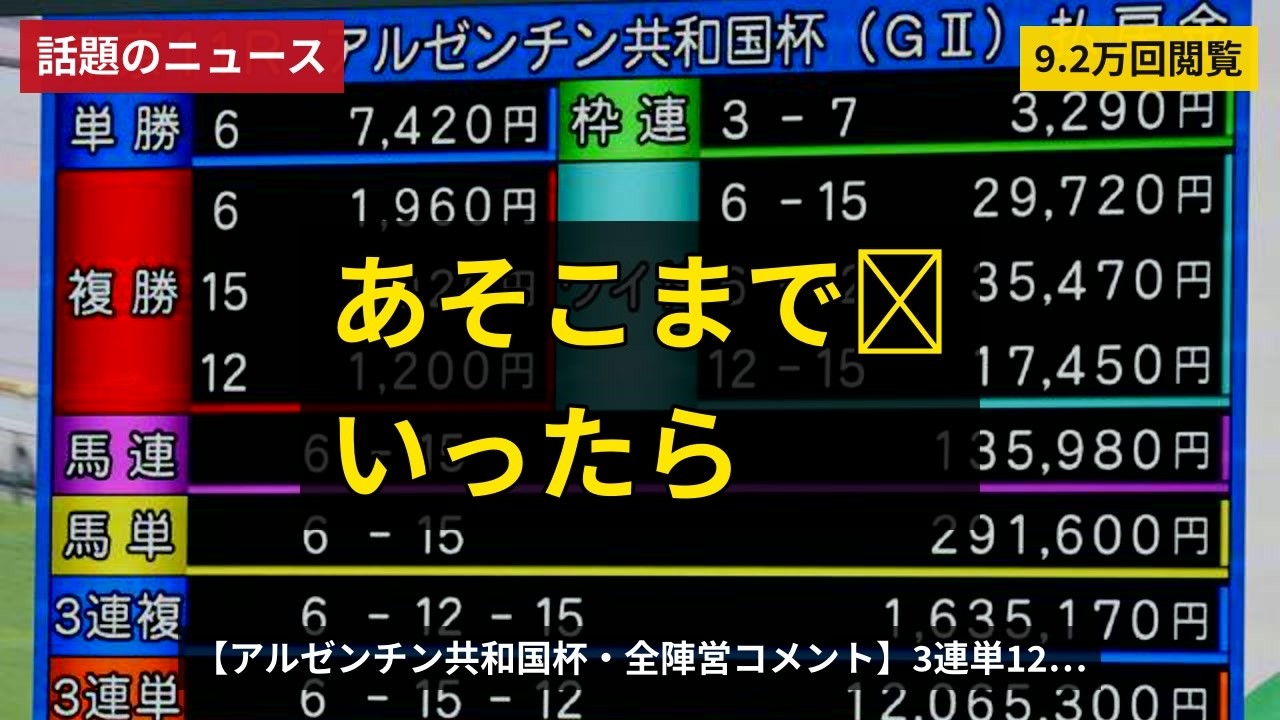 話題のニュース
アルゼンチン共和国杯（GⅡ）払戻金
9.2万回閲覧
単勝 6 7,420円 枠連 3 - 7 3,290円
複勝 6 1,960円 6 - 15 29,720円
15 35,470円
12 1,200円 12 - 15 17,450円
あそこまで
いったら
馬連 6 - 15 135,980円
馬単 6 - 15 291,600円
3連複 6 - 12 - 15 1,635,170円
3連単 6 - 15 - 12 12,065,300円
【アルゼンチン共和国杯・全陣営コメント】3連単12…